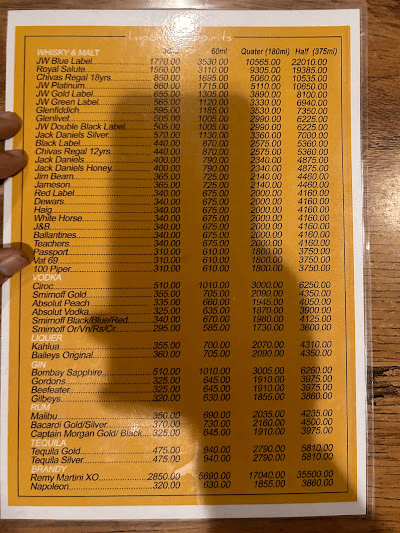 Imported Spirits
WHISKY & MALT 30ml 60ml Quater (180ml) Half (375ml)
JW Blue Label 1770.00 3530.00 10565.00 22010.00
Royal Salute 1560.00 3110.00 9305.00 19385.00
Chivas Regal 18yrs. 850.00 1695.00 5060.00 10535.00
JW Platinum 860.00 1715.00 5110.00 10650.00
JW Gold Label 655.00 1305.00 3890.00 8100.00
JW Green Label 565.00 1120.00 3330.00 6940.00
Glenfiddich 595.00 1185.00 3530.00 7350.00
Glenlivet 505.00 1005.00 2990.00 6225.00
JW Double Black Label 505.00 1005.00 2990.00 6225.00
Jack Daniels Silver 570.00 1130.00 3360.00 7000.00
Black Label 440.00 870.00 2575.00 5360.00
Chivas Regal 12yrs. 440.00 870.00 2575.00 5360.00
Jack Daniels 400.00 790.00 2340.00 4875.00
Jack Daniels Honey 400.00 790.00 2340.00 4875.00
Jim Beam 365.00 725.00 2140.00 4460.00
Jameson 365.00 725.00 2140.00 4460.00
Red Label 340.00 675.00 2000.00 4160.00
Dewars 340.00 675.00 2000.00 4160.00
Haig 340.00 675.00 2000.00 4160.00
White Horse 340.00 675.00 2000.00 4160.00
J&B 340.00 675.00 2000.00 4160.00
Ballantines 340.00 675.00 2000.00 4160.00
Teachers 340.00 675.00 2000.00 4160.00
Passport 310.00 610.00 1800.00 3750.00
Vat 69 310.00 610.00 1800.00 3750.00
100 Piper 310.00 610.00 1800.00 3750.00
VODKA
Ciroc 510.00 1010.00 3000.00 6250.00
Smirnoff Gold 355.00 705.00 2090.00 4350.00
Absolut Peach 335.00 660.00 1945.00 4050.00
Absolut Vodka 325.00 635.00 1870.00 3900.00
Smirnoff Black/Blue/Red 340.00 670.00 1980.00 4125.00
Smirnoff Or/Vn/Rs/Cr 295.00 585.00 1730.00 3600.00
LIQUER
Kahlua 355.00 700.00 2070.00 4310.00
Baileys Original 360.00 705.00 2090.00 4350.00
GIN
Bombay Sapphire 510.00 1010.00 3005.00 6260.00
Gordons 325.00 645.00 1910.00 3975.00
Beefeater 325.00 645.00 1910.00 3975.00
Gilbeys 320.00 630.00 1855.00 3860.00
RUM
Malibu 350.00 690.00 2035.00 4235.00
Bacardi Gold/Silver 370.00 730.00 2160.00 4500.00
Captain Morgan Gold/ Black 325.00 645.00 1910.00 3975.00
TEQUILA
Tequila Gold 475.00 940.00 2790.00 5810.00
Tequila Silver 475.00 940.00 2790.00 5810.00
BRANDY
Remy Martini XO 2850.00 5690.00 17040.00 35500.00
Napoleon 320.00 630.00 1855.00 3860.00